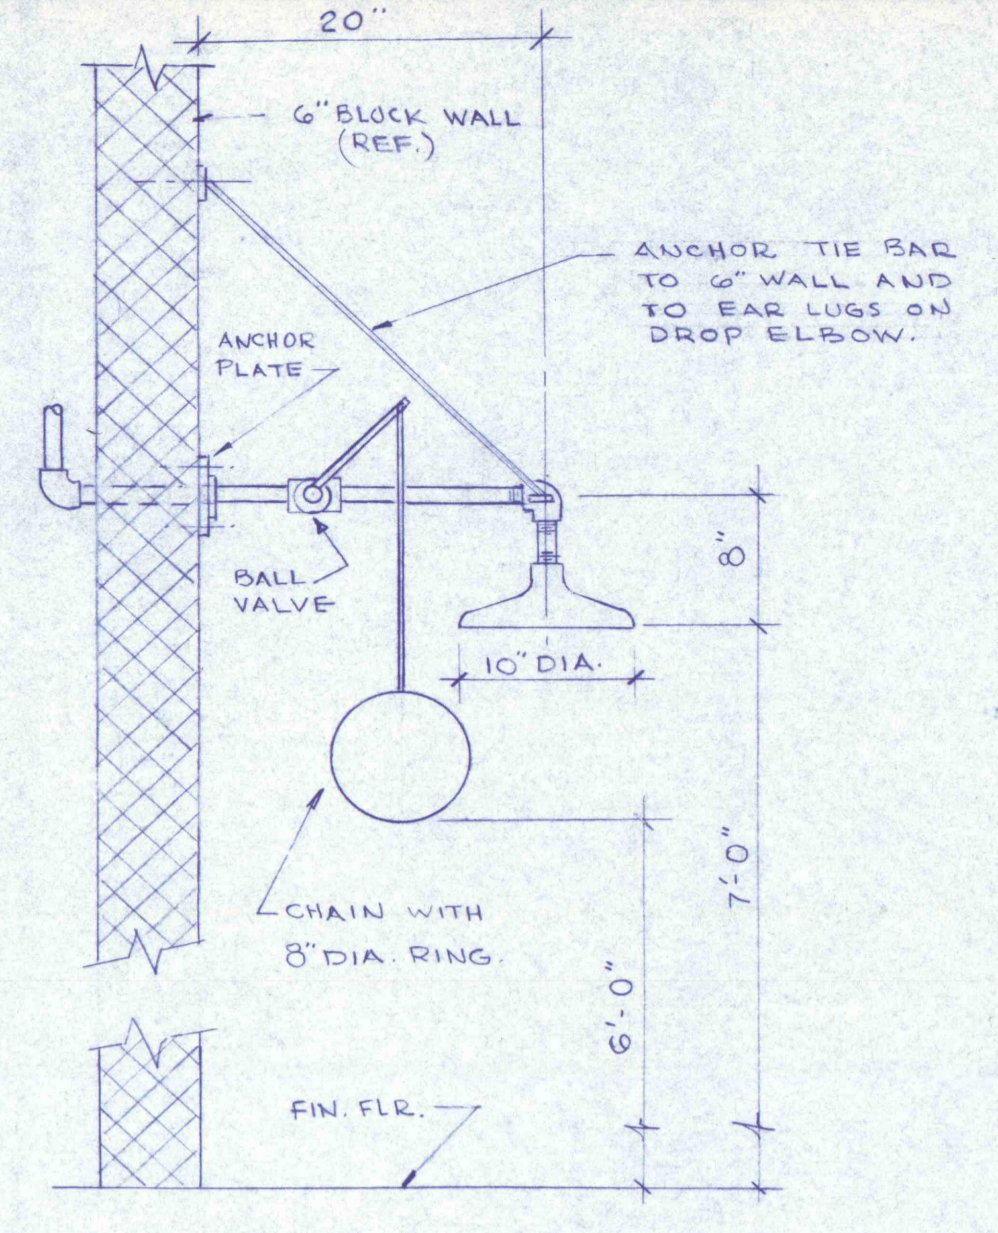 20"
6" BLOCK WALL
(REF.)
ANCHOR TIE BAR
TO 6" WALL AND
TO EAR LUGS ON
DROP ELBOW.
ANCHOR
PLATE
8"
BALL
VALVE
10" DIA.
7'-0"
CHAIN WITH
8" DIA. RING.
6'-0"
FIN. FLR.